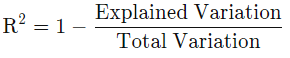 R² = 1 − Explained Variation / Total Variation